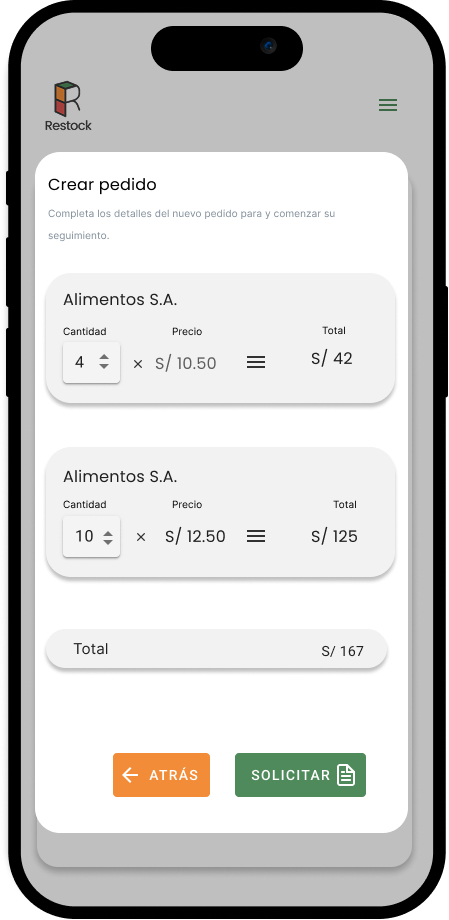 Restock
Crear pedido
Completa los detalles del nuevo pedido para y comenzar su
seguimiento.
Alimentos S.A.
Cantidad Precio Total
4 × S/ 10.50 S/ 42
Alimentos S.A.
Cantidad Precio Total
10 × S/ 12.50 S/ 125
Total S/ 167
ATRÁS SOLICITAR